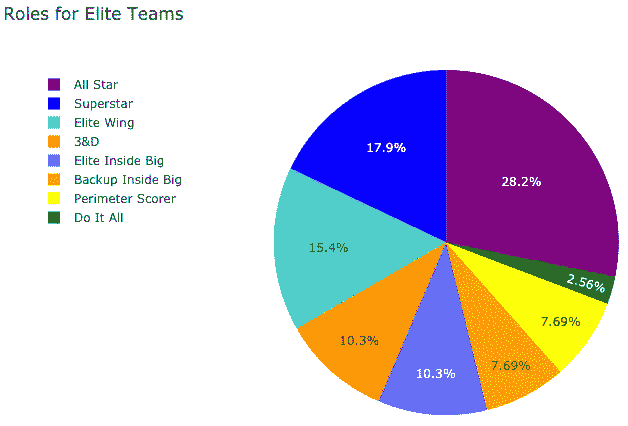 Roles for Elite Teams
All Star
Superstar
Elite Wing
3&D
Elite Inside Big
Backup Inside Big
Perimeter Scorer
Do It All
17.9%
28.2%
15.4%
2.56%
7.69%
10.3%
7.69%
10.3%